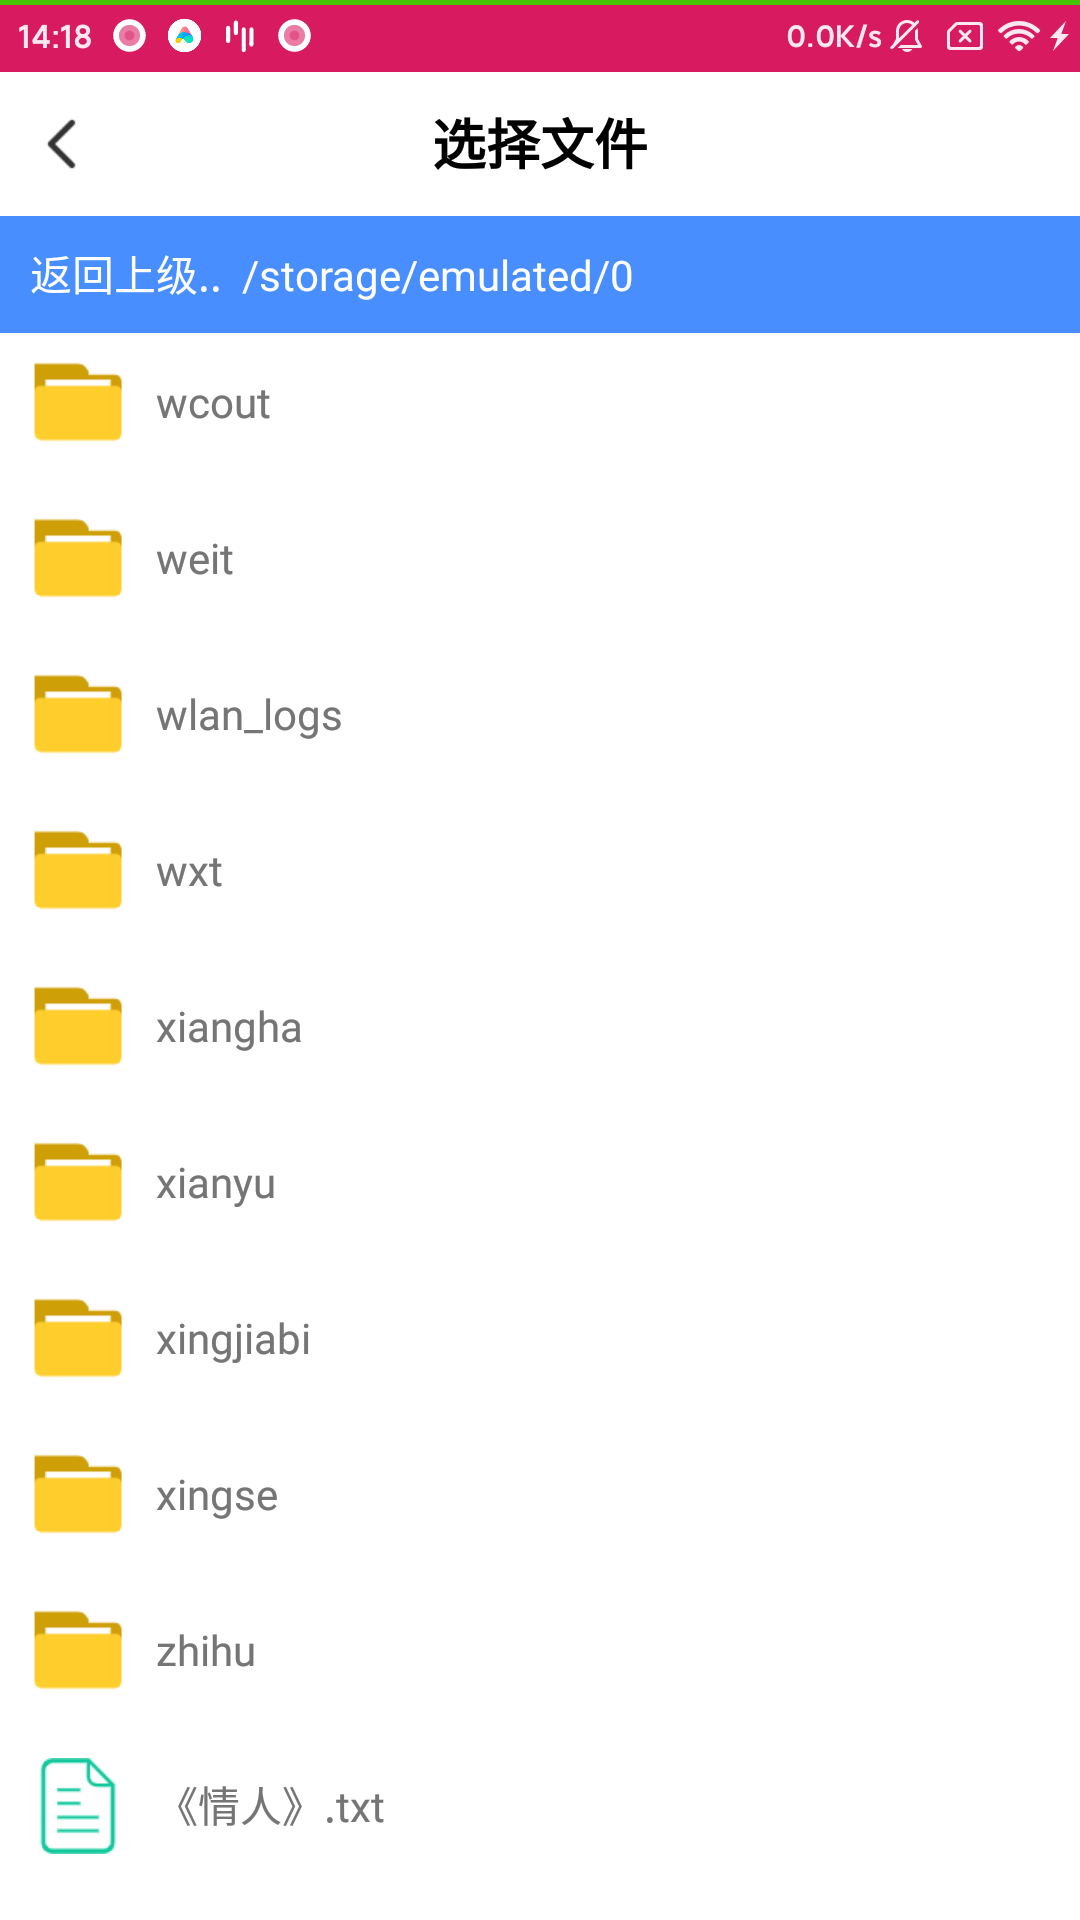 14:18 0.0K/s
选择文件
返回上级.. /storage/emulated/0
wcout
weit
wlan_logs
wxt
xiangha
xianyu
xingjiabi
xingse
zhihu
《情人》.txt